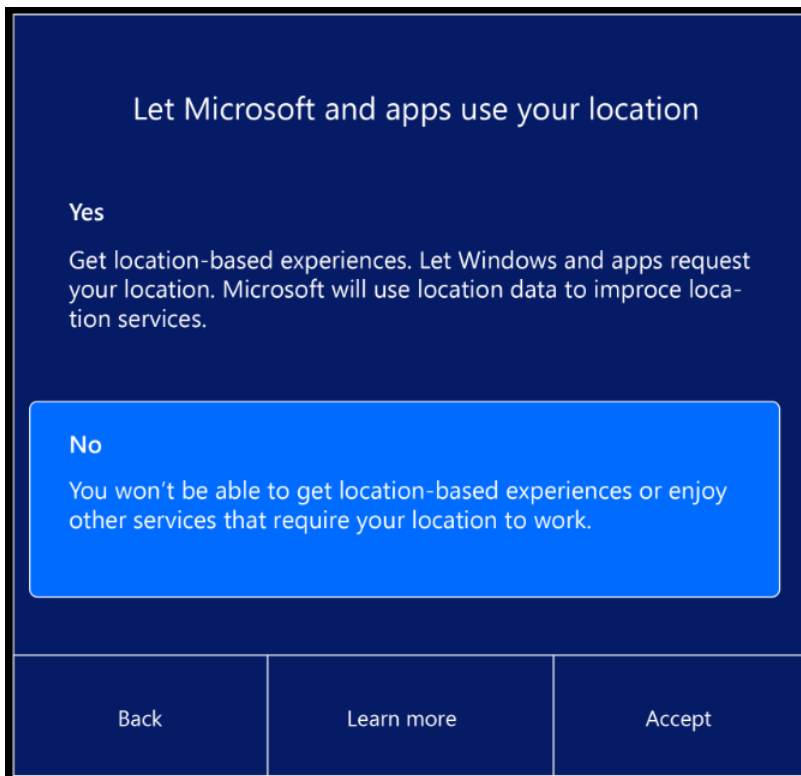 Let Microsoft and apps use your location
Yes
Get location-based experiences. Let Windows and apps request
your location. Microsoft will use location data to improce loca-
tion services.
No
You won't be able to get location-based experiences or enjoy
other services that require your location to work.
Back
Learn more
Accept